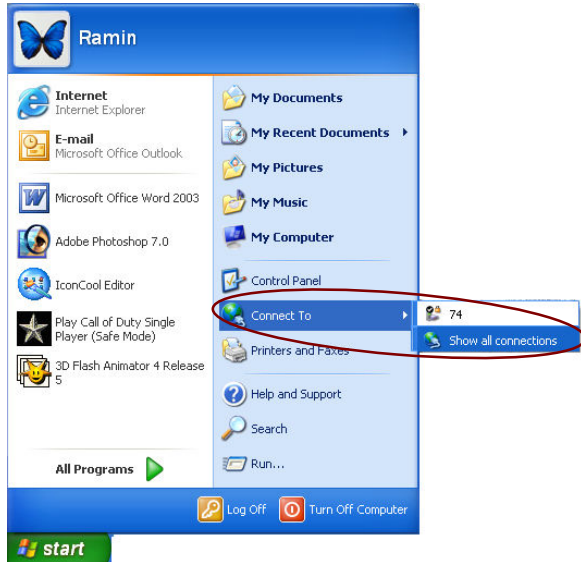 Ramin
Internet
Internet Explorer
E-mail
Microsoft Office Outlook
Microsoft Office Word 2003
Adobe Photoshop 7.0
IconCool Editor
Play Call of Duty Single
Player (Safe Mode)
3D Flash Animator 4 Release
5
All Programs
My Documents
My Recent Documents
My Pictures
My Music
My Computer
Control Panel
Connect To
74
Show all connections
Printers and Faxes
Help and Support
Search
Run...
Log Off
Turn Off Computer
start